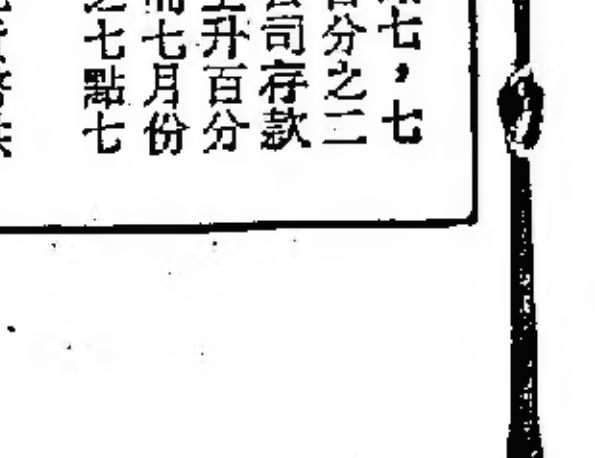 七，七
百分之二
公司存款
上升百分
而七月份
之七點七